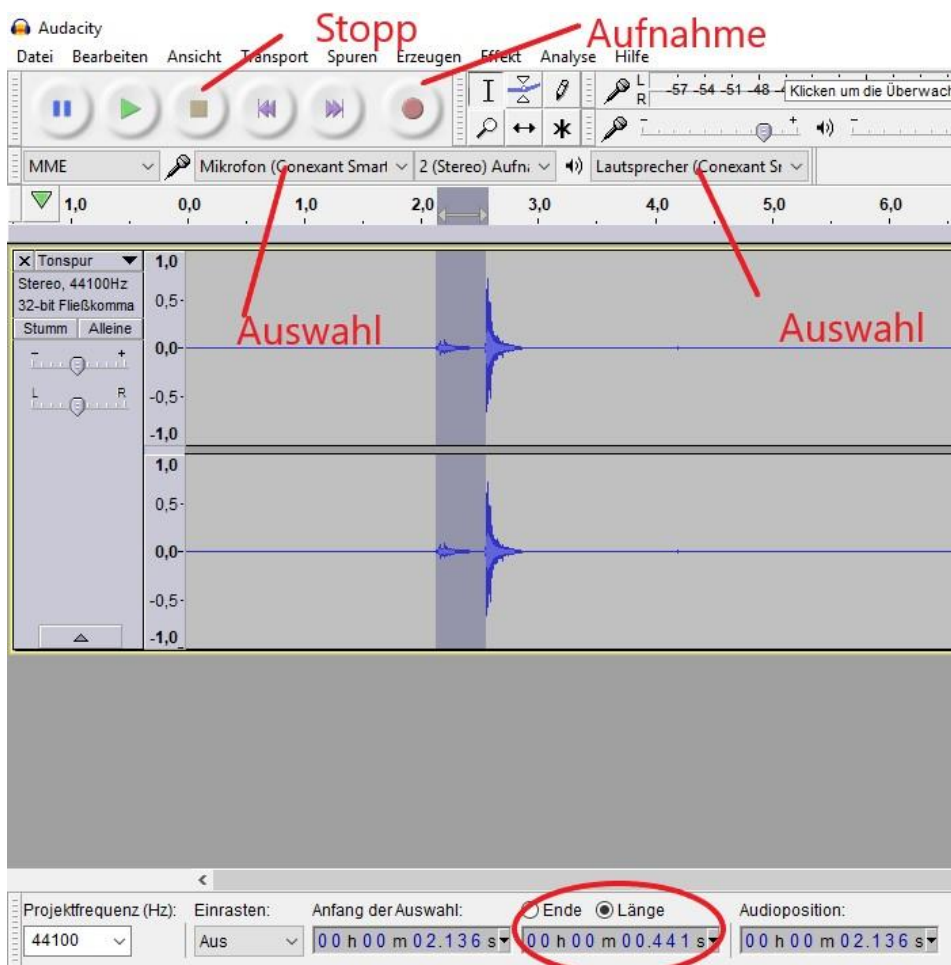 Audacity
Stopp
Aufnahme
Datei Bearbeiten Ansicht Transport Spuren Erzeugen Effekt Analyse Hilfe
L
R
-57 -54 -51 -48 Klicken um die Überwach
- +
MME Mikrofon (Conexant Smart 2 (Stereo) Aufn Lautsprecher (Conexant Sr
1,0 0,0 1,0 2,0 3,0 4,0 5,0 6,0
X Tonspur
Stereo, 44100Hz
32-bit Fließkomma
Stumm Alleine
- +
L R
1,0
0,5-
0,0-
-0,5-
-1,0
1,0
0,5-
0,0-
-0,5-
-1,0
Auswahl
Auswahl
Projektfrequenz (Hz): Einrasten: Anfang der Auswahl: Ende Länge Audioposition:
44100 Aus 00 h 00 m 02.136 s 00 h 00 m 00.441 s 00 h 00 m 02.136 s